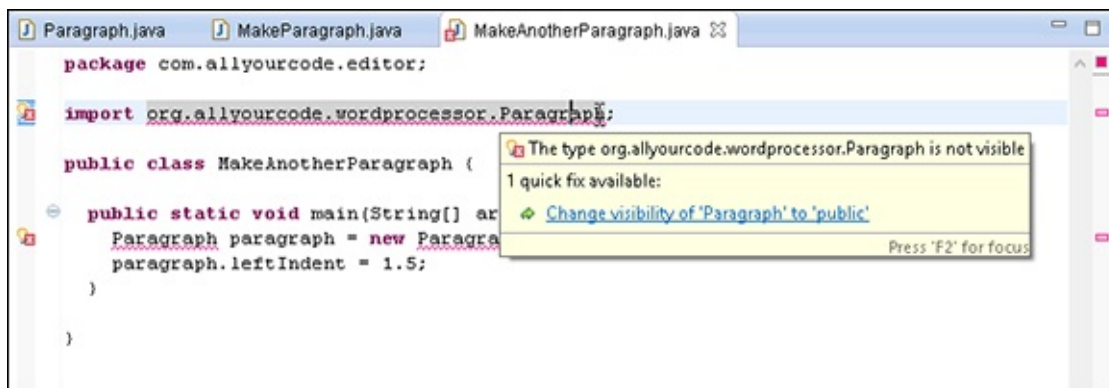 Paragraph.java MakeParagraph.java MakeAnotherParagraph.java
package com.allyourcode.editor;
import org.allyourcode.wordprocessor.Paragraph;
The type org.allyourcode.wordprocessor.Paragraph is not visible
public class MakeAnotherParagraph {
1 quick fix available:
public static void main(String[] ar
Change visibility of 'Paragraph' to 'public'
Paragraph paragraph = new Paragra
Press 'F2' for focus
paragraph.leftIndent = 1.5;
}
}